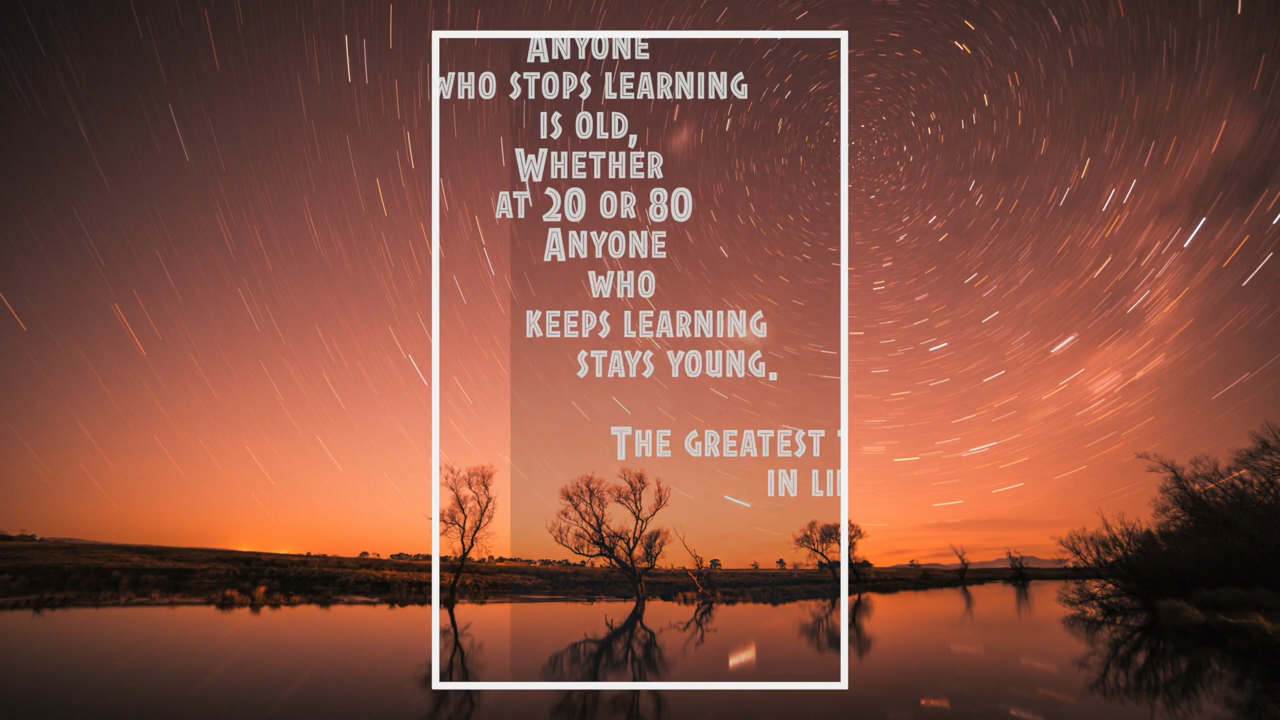 Anyone
who stops learning
is old,
Whether
at 20 or 80
Anyone
who
keeps learning
stays young.
The greatest
in